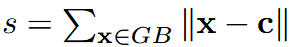 s = ∑_{x∈GB} ‖x − c‖